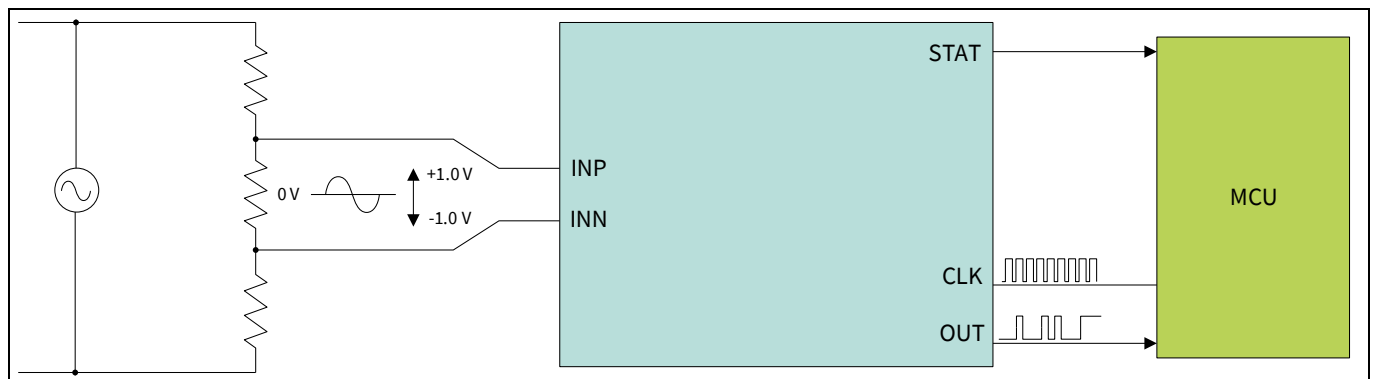 STAT
INP
+1.0 V
0 V
-1.0 V
INN
MCU
CLK
OUT